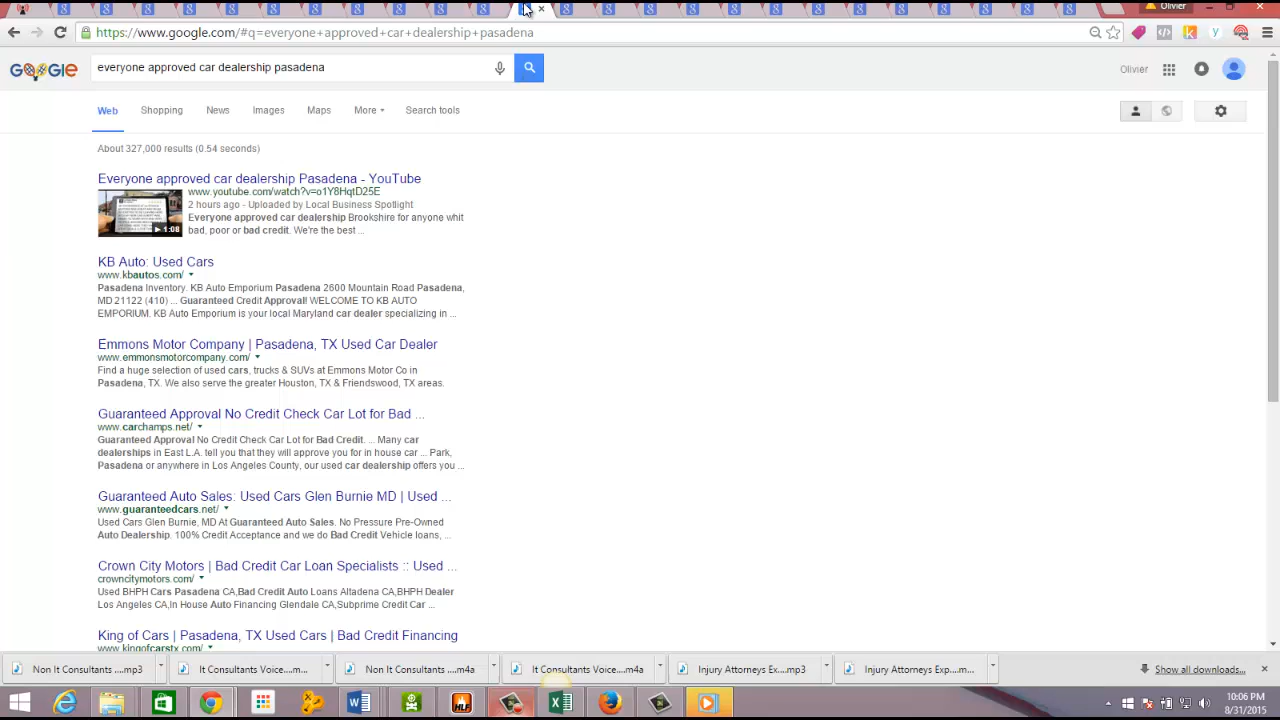 Olivier
https://www.google.com/#q=everyone+approved+car+dealership+pasadena
Google
everyone approved car dealership pasadena
Olivier
Web Shopping News Images Maps More Search tools
About 327,000 results (0.54 seconds)
Everyone approved car dealership Pasadena - YouTube
www.youtube.com/watch?v=o1Y8HqtD25E
2 hours ago - Uploaded by Local Business Spotlight
Everyone approved car dealership Brookshire for anyone whit
bad, poor or bad credit. We're the best ...
1:08
KB Auto: Used Cars
www.kbautos.com/
Pasadena Inventory. KB Auto Emporium Pasadena 2600 Mountain Road Pasadena,
MD 21122 (410) ... Guaranteed Credit Approval! WELCOME TO KB AUTO
EMPORIUM. KB Auto Emporium is your local Maryland car dealer specializing in ...
Emmons Motor Company | Pasadena, TX Used Car Dealer
www.emmonsmotorcompany.com/
Find a huge selection of used cars, trucks & SUVs at Emmons Motor Co in
Pasadena, TX. We also serve the greater Houston, TX & Friendswood, TX areas.
Guaranteed Approval No Credit Check Car Lot for Bad ...
www.carchamps.net/
Guaranteed Approval No Credit Check Car Lot for Bad Credit. ... Many car
dealerships in East L.A. tell you that they will approve you for in house car ... Park,
Pasadena or anywhere in Los Angeles County, our used car dealership offers you ...
Guaranteed Auto Sales: Used Cars Glen Burnie MD | Used ...
www.guaranteedcars.net/
Used Cars Glen Burnie, MD At Guaranteed Auto Sales. No Pressure Pre-Owned
Auto Dealership. 100% Credit Acceptance and we do Bad Credit Vehicle loans, ...
Crown City Motors | Bad Credit Car Loan Specialists :: Used ...
crowncitymotors.com/
Used BHPH Cars Pasadena CA,Bad Credit Auto Loans Altadena CA,BHPH Dealer
Los Angeles CA,In House Auto Financing Glendale CA,Subprime Credit Car ...
King of Cars | Pasadena, TX Used Cars | Bad Credit Financing
www.kingofcarstx.com/
Non It Consultants ....mp3 It Consultants Voice....m... Non It Consultants ....m4a It Consultants Voice....m4a Injury Attorneys Ex....mp3 Injury Attorneys Exp....m... Show all downloads...
HLF
10:06 PM
8/31/2015